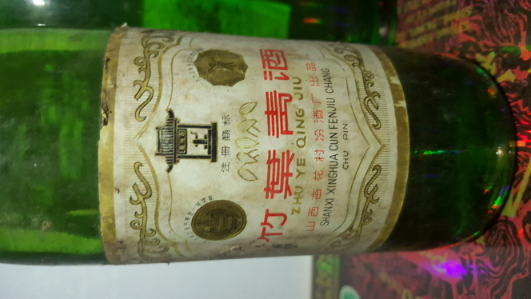 注册商标
竹叶青酒
ZHU YE QING JIU
山西杏花村汾酒厂出品
SHANXI XINGHUA CUN FENJIU CHANG
CHU PIN